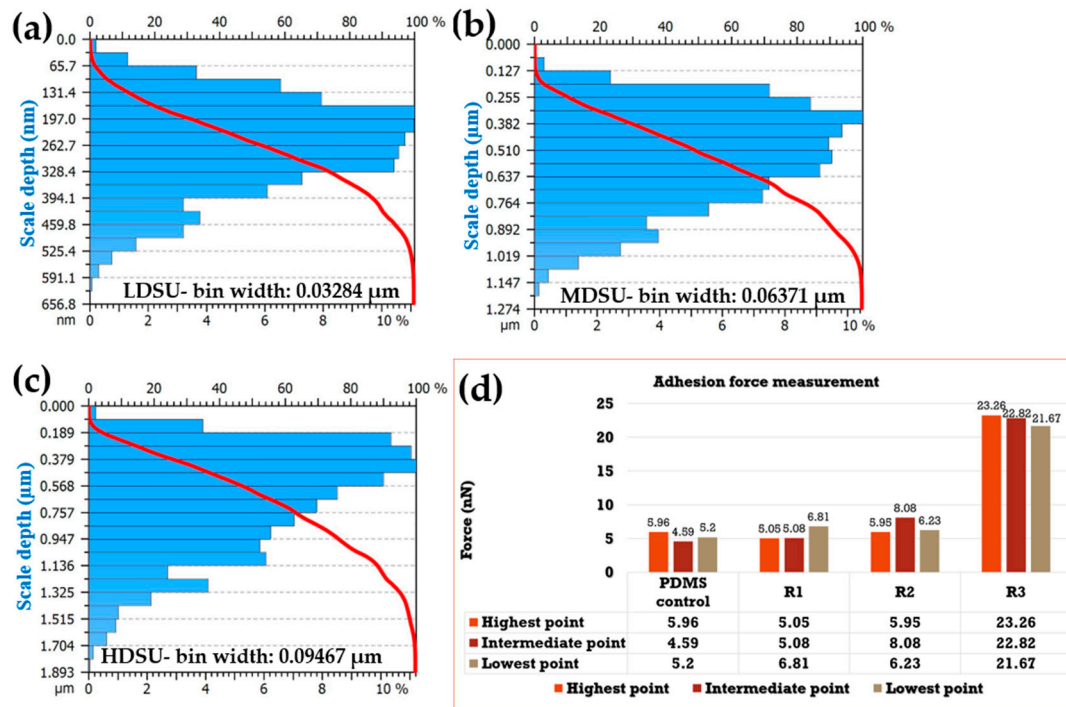 (a)
0 20 40 60 80 100 %
Scale depth (nm)
0.0
65.7
131.4
197.0
262.7
328.4
394.1
459.8
525.4
591.1
656.8
LDSU- bin width: 0.03284 µm
nm 0 2 4 6 8 10 %
(b)
0 20 40 60 80 100 %
Scale depth (µm)
0.000
0.127
0.255
0.382
0.510
0.637
0.764
0.892
1.019
1.147
1.274
MDSU- bin width: 0.06371 µm
µm 0 2 4 6 8 10 %
(c)
0 20 40 60 80 100 %
Scale depth (µm)
0.000
0.189
0.379
0.568
0.757
0.947
1.136
1.325
1.515
1.704
1.893
HDSU- bin width: 0.09467 µm
µm 0 2 4 6 8 10 %
(d)
Adhesion force measurement
Force (nN)
25
20
15
10
5
0
5.96 4.59 5.2 5.05 5.08 6.81 5.95 8.08 6.23 23.26 22.82 21.67
PDMS control R1 R2 R3
Highest point 5.96 5.05 5.95 23.26
Intermediate point 4.59 5.08 8.08 22.82
Lowest point 5.2 6.81 6.23 21.67
Highest point Intermediate point Lowest point